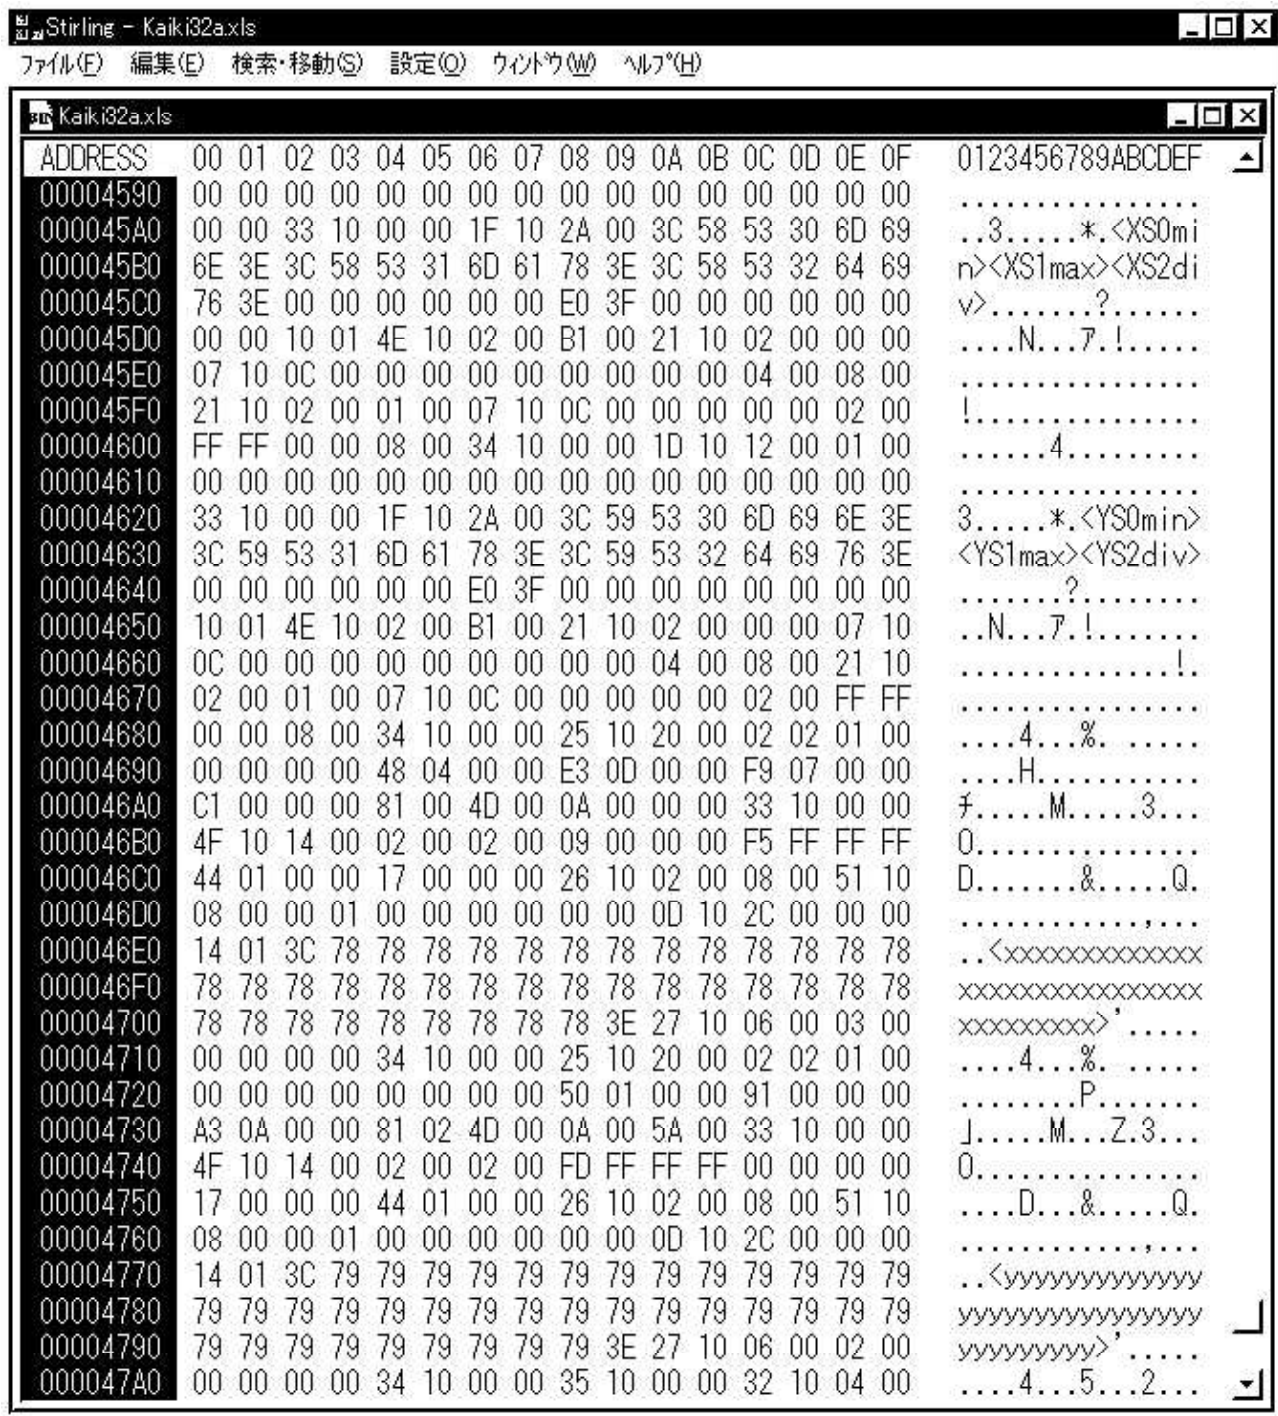 Stirling - Kaiki32a.xls
ファイル(F) 編集(E) 検索・移動(S) 設定(O) ウィンドウ(W) ヘルプ(H)
Kaiki32a.xls
ADDRESS 00 01 02 03 04 05 06 07 08 09 0A 0B 0C 0D 0E 0F 0123456789ABCDEF
00004590 00 00 00 00 00 00 00 00 00 00 00 00 00 00 00 00 ................
000045A0 00 00 33 10 00 00 1F 10 2A 00 3C 58 53 30 6D 69 ..3.....*.<XS0mi
000045B0 6E 3E 3C 58 53 31 6D 61 78 3E 3C 58 53 32 64 69 n><XS1max><XS2di
000045C0 76 3E 00 00 00 00 00 00 E0 3F 00 00 00 00 00 00 v>.......?......
000045D0 00 00 10 01 4E 10 02 00 B1 00 21 10 02 00 00 00 ....N...ア.!.....
000045E0 07 10 0C 00 00 00 00 00 00 00 00 00 04 00 08 00 ................
000045F0 21 10 02 00 01 00 07 10 0C 00 00 00 00 00 02 00 !...............
00004600 FF FF 00 00 08 00 34 10 00 00 1D 10 12 00 01 00 ......4.........
00004610 00 00 00 00 00 00 00 00 00 00 00 00 00 00 00 00 ................
00004620 33 10 00 00 1F 10 2A 00 3C 59 53 30 6D 69 6E 3E 3.....*.<YS0min>
00004630 3C 59 53 31 6D 61 78 3E 3C 59 53 32 64 69 76 3E <YS1max><YS2div>
00004640 00 00 00 00 00 00 E0 3F 00 00 00 00 00 00 00 00 .......?........
00004650 10 01 4E 10 02 00 B1 00 21 10 02 00 00 00 07 10 ..N...ア.!.......
00004660 0C 00 00 00 00 00 00 00 00 00 04 00 08 00 21 10 ..............!.
00004670 02 00 01 00 07 10 0C 00 00 00 00 00 02 00 FF FF ................
00004680 00 00 08 00 34 10 00 00 25 10 20 00 02 02 01 00 ....4...%. .....
00004690 00 00 00 00 48 04 00 00 E3 0D 00 00 F9 07 00 00 ....H...........
000046A0 C1 00 00 00 81 00 4D 00 0A 00 00 00 33 10 00 00 チ.....M.....3...
000046B0 4F 10 14 00 02 00 02 00 09 00 00 00 F5 FF FF FF O...............
000046C0 44 01 00 00 17 00 00 00 26 10 02 00 08 00 51 10 D.......&.....Q.
000046D0 08 00 00 01 00 00 00 00 00 00 0D 10 2C 00 00 00 ............,...
000046E0 14 01 3C 78 78 78 78 78 78 78 78 78 78 78 78 78 ..<xxxxxxxxxxxxx
000046F0 78 78 78 78 78 78 78 78 78 78 78 78 78 78 78 78 xxxxxxxxxxxxxxxx
00004700 78 78 78 78 78 78 78 78 78 3E 27 10 06 00 03 00 xxxxxxxxx>'.....
00004710 00 00 00 00 34 10 00 00 25 10 20 00 02 02 01 00 ....4...%. .....
00004720 00 00 00 00 00 00 00 00 50 01 00 00 91 00 00 00 ........P.......
00004730 A3 0A 00 00 81 02 4D 00 0A 00 5A 00 33 10 00 00 」.....M...Z.3...
00004740 4F 10 14 00 02 00 02 00 FD FF FF FF 00 00 00 00 O...............
00004750 17 00 00 00 44 01 00 00 26 10 02 00 08 00 51 10 ....D...&.....Q.
00004760 08 00 00 01 00 00 00 00 00 00 0D 10 2C 00 00 00 ............,...
00004770 14 01 3C 79 79 79 79 79 79 79 79 79 79 79 79 79 ..<yyyyyyyyyyyyy
00004780 79 79 79 79 79 79 79 79 79 79 79 79 79 79 79 79 yyyyyyyyyyyyyyyy
00004790 79 79 79 79 79 79 79 79 79 3E 27 10 06 00 02 00 yyyyyyyyy>'.....
000047A0 00 00 00 00 34 10 00 00 35 10 00 00 32 10 04 00 ....4...5...2...